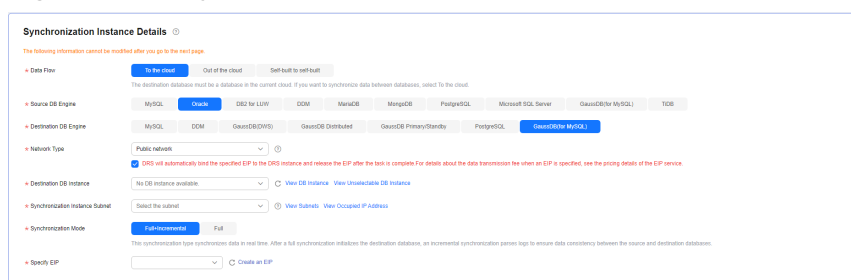 Synchronization Instance Details
The following information cannot be modified after you go to the next page.
* Data Flow To the cloud Out of the cloud Self-built to self-built
The destination database must be a database in the current cloud. If you want to synchronize data between databases, select To the cloud.
* Source DB Engine MySQL Oracle DB2 for LUW DDM MariaDB MongoDB PostgreSQL Microsoft SQL Server GaussDB(for MySQL) TiDB
* Destination DB Engine MySQL DDM GaussDB(DWS) GaussDB Distributed GaussDB Primary/Standby PostgreSQL GaussDB(for MySQL)
* Network Type Public network
DRS will automatically bind the specified EIP to the DRS instance and release the EIP after the task is complete For details about the data transmission fee when an EIP is specified, see the pricing details of the EIP service.
* Destination DB Instance No DB instance available. View DB Instance View Unselectable DB Instance
* Synchronization Instance Subnet Select the subnet View Subnets View Occupied IP Address
* Synchronization Mode Full+Incremental Full
This synchronization type synchronizes data in real time. After a full synchronization initializes the destination database, an incremental synchronization parses logs to ensure data consistency between the source and destination databases.
* Specify EIP Create an EIP